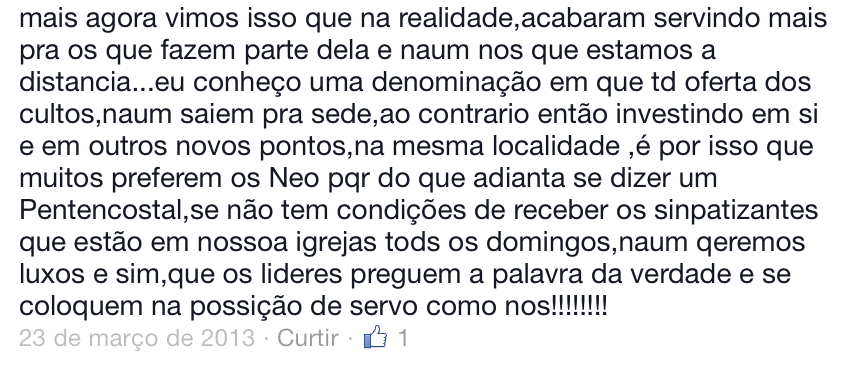 mais agora vimos isso que na realidade,acabaram servindo mais
pra os que fazem parte dela e naum nos que estamos a
distancia...eu conheço uma denominação em que td oferta dos
cultos,naum saiem pra sede,ao contrario então investindo em si
e em outros novos pontos,na mesma localidade ,é por isso que
muitos preferem os Neo pqr do que adianta se dizer um
Pentencostal,se não tem condições de receber os sinpatizantes
que estão em nossoa igrejas tods os domingos,naum qeremos
luxos e sim,que os lideres preguem a palavra da verdade e se
coloquem na possição de servo como nos!!!!!!!!
23 de março de 2013 · Curtir · 1